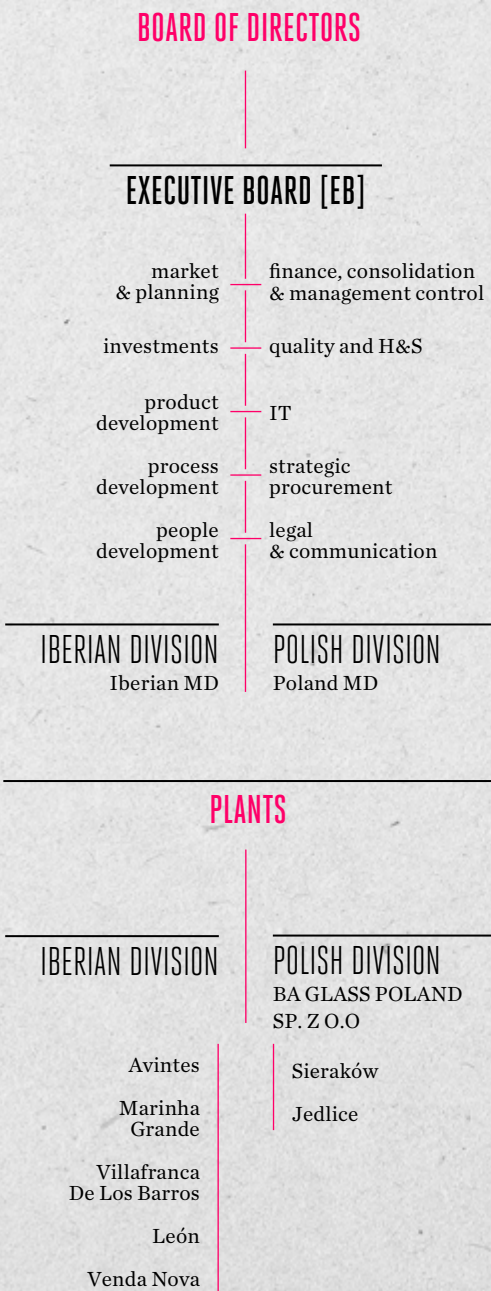 BOARD OF DIRECTORS
EXECUTIVE BOARD [EB]
market
& planning
finance, consolidation
& management control
investments
quality and H&S
product
development
IT
process
development
strategic
procurement
people
development
legal
& communication
IBERIAN DIVISION
Iberian MD
POLISH DIVISION
Poland MD
PLANTS
IBERIAN DIVISION
POLISH DIVISION
BA GLASS POLAND
SP. Z O.O
Avintes
Marinha
Grande
Villafranca
De Los Barros
León
Venda Nova
Sieraków
Jedlice